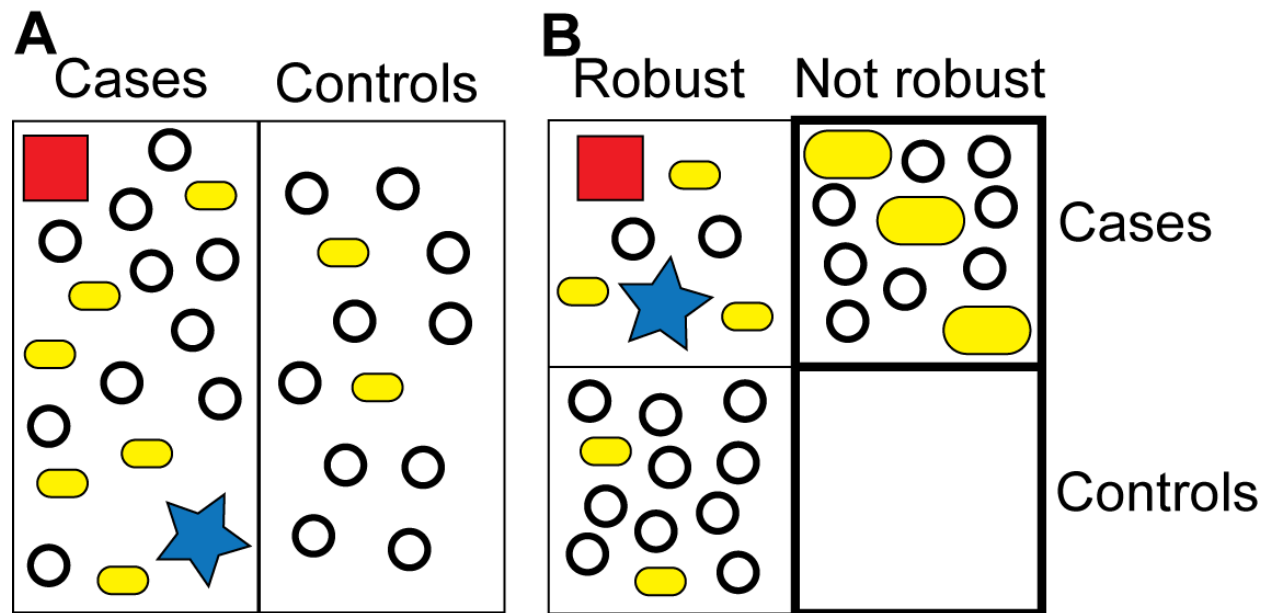 A
Cases Controls
B
Robust Not robust
Cases
Controls